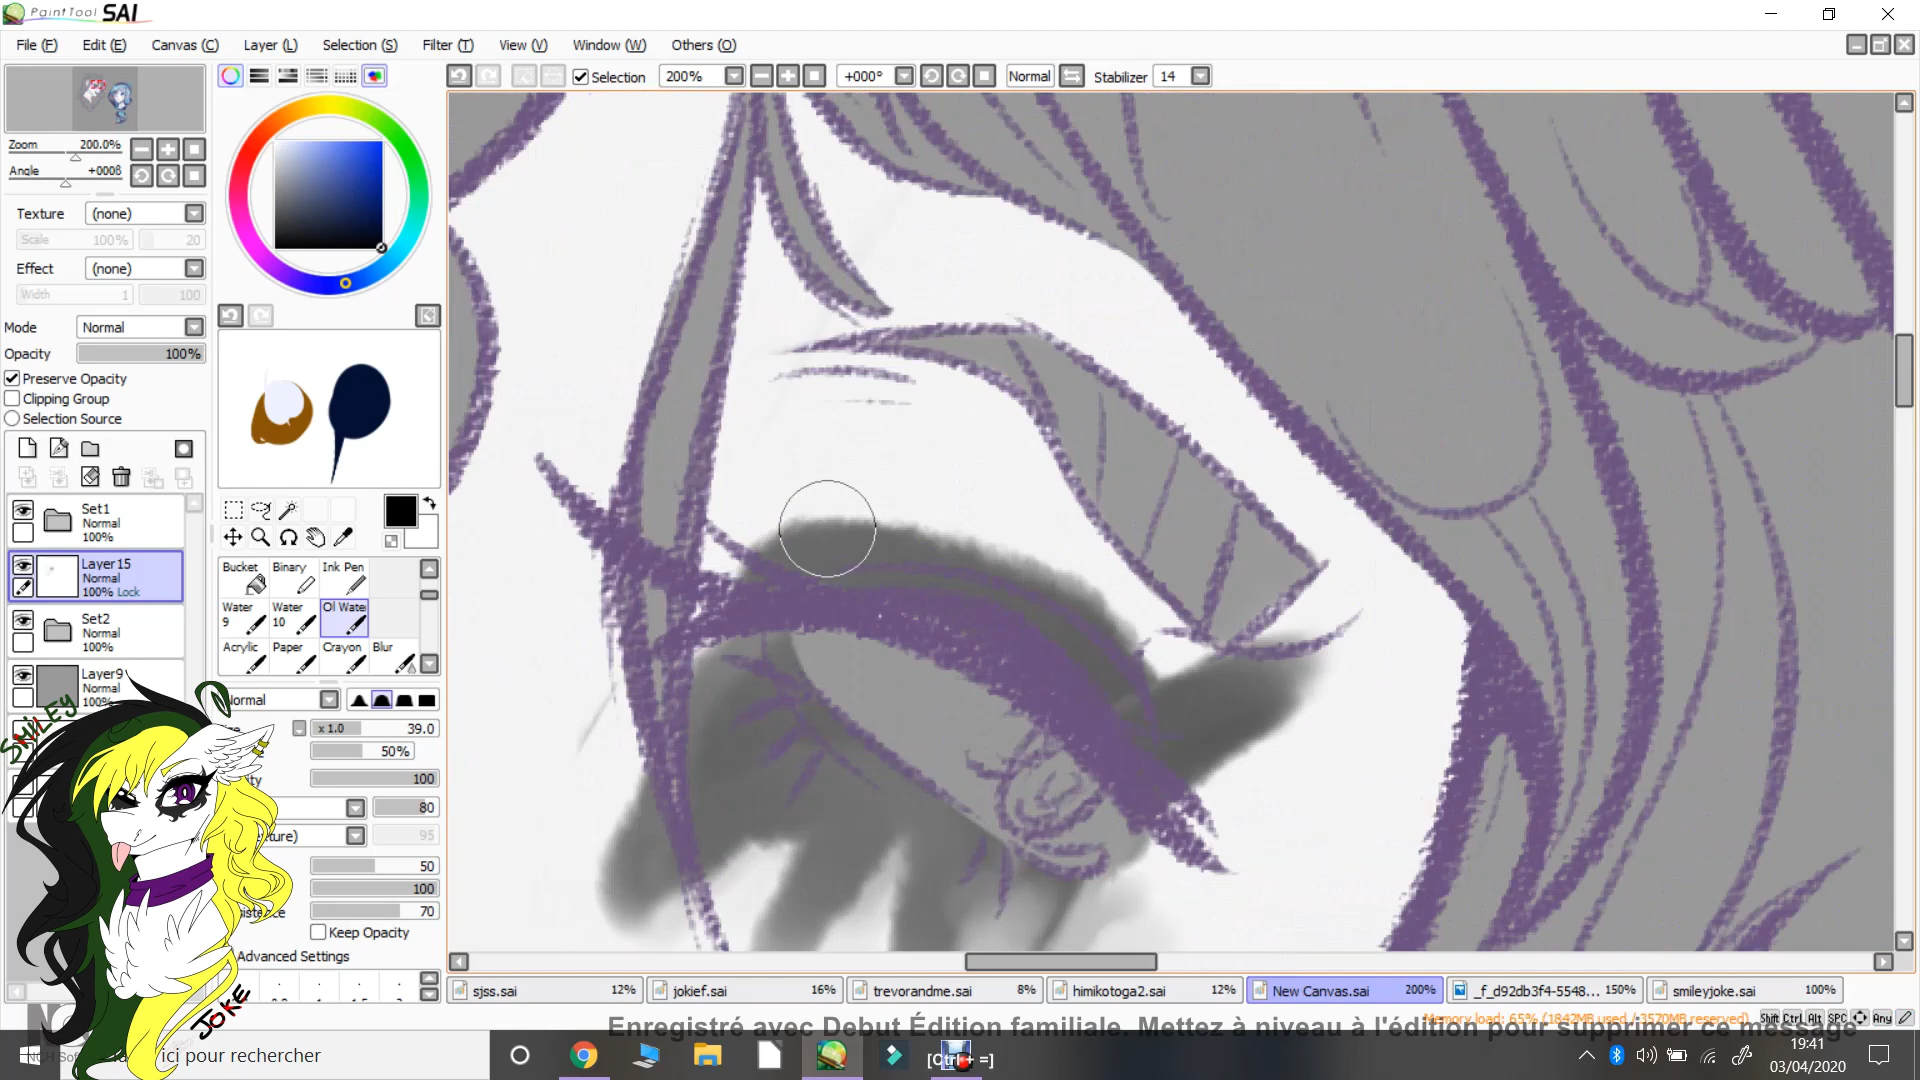 PaintTool SAI
File (F) Edit (E) Canvas (C) Layer (L) Selection (S) Filter (T) View (V) Window (W) Others (O)
Selection 200% +000° Normal Stabilizer 14
Zoom 200.0%
Angle +000ß
Texture (none)
Scale 100% 20
Effect (none)
Width 1 100
Mode Normal
Opacity 100%
Preserve Opacity
Clipping Group
Selection Source
Set1
Normal
100%
Layer15
Normal
100% Lock
Set2
Normal
100%
Layer9
Normal
100%
Bucket Binary Ink Pen
Water 9 Water 10 Ol Wate
Acrylic Paper Crayon Blur
Normal
x 1.0 39.0
50%
100
80
95
50
100
70
Keep Opacity
Advanced Settings
SMiLEY
JOKE
sjss.sai 12% jokief.sai 16% trevorandme.sai 8% himikotoga2.sai 12% New Canvas.sai 200% _f_d92db3f4-5548... 150% smileyjoke.sai 100%
Memory load: 65% (1842MB used / 3570MB reserved) Shift Ctrl Alt SPC Any
Enregistré avec Debut Édition familiale. Mettez à niveau à l'édition pour supprimer ce message
ici pour rechercher
[Ctrl+ =]
19:41
03/04/2020